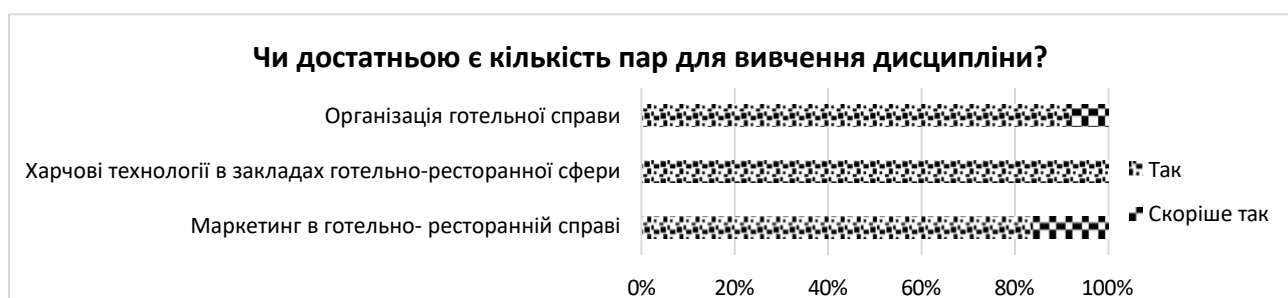 Чи достатньою є кількість пар для вивчення дисципліни?
Організація готельної справи
Харчові технології в закладах готельно-ресторанної сфери
Маркетинг в готельно- ресторанній справі
Так
Скоріше так
0% 20% 40% 60% 80% 100%